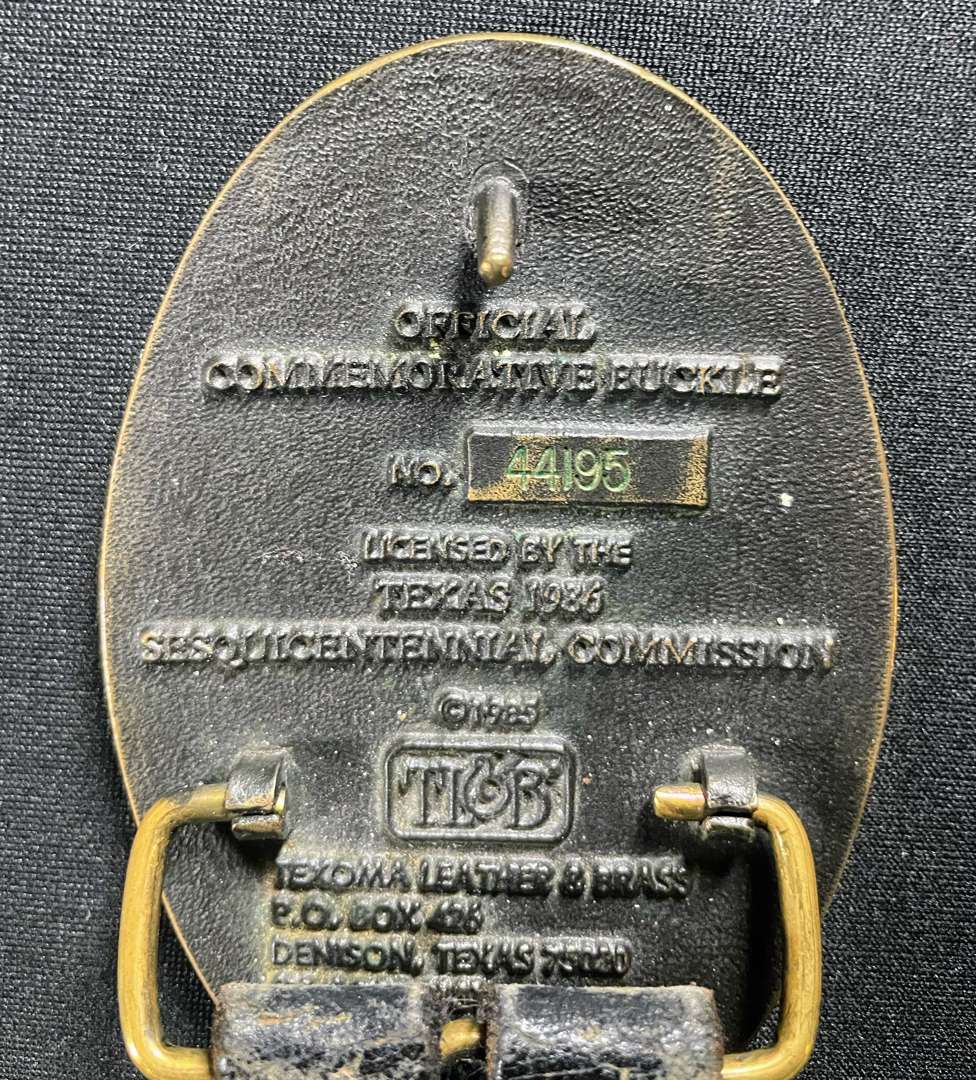 OFFICIAL
COMMEMORATIVE BUCKLE
NO. 44195
LICENSED BY THE
TEXAS 1986
SESQUICENTENNIAL COMMISSION
©1985
TL&B
TEXOMA LEATHER & BRASS
P.O. BOX 426
DENISON, TEXAS 75020